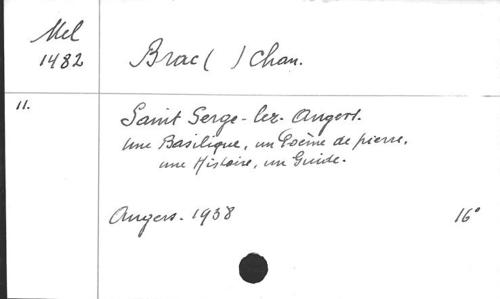 Mel
1482
Brac( ) Chan.
11.
Saint Serge-lez-Angers.
Une Basilique, un Poème de pierre,
une Histoire, un Guide.
Angers. 1938
16°